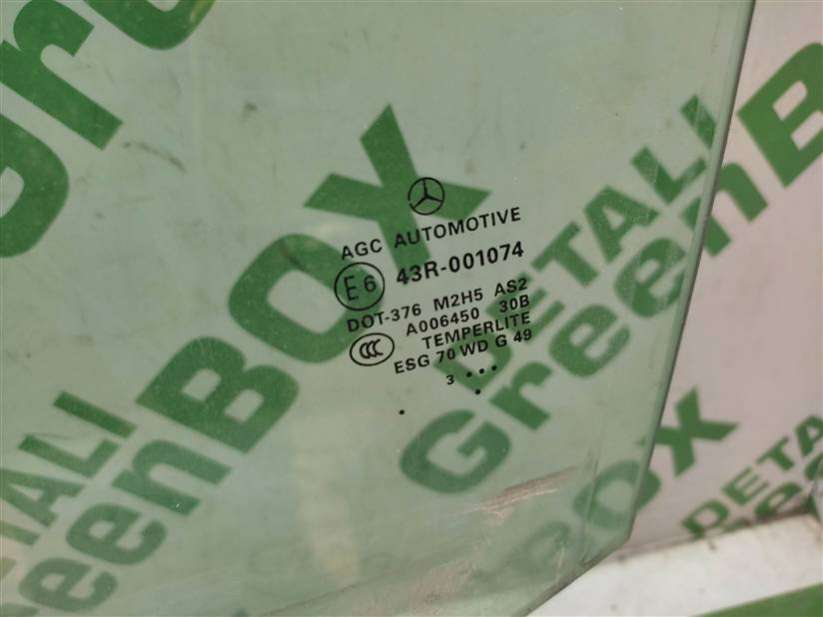 GreenBOX
AGC AUTOMOTIVE
E6 43R-001074
DOT-376 M2H5 AS2
A006450 30B
CCC TEMPERLITE
ESG 70 WD G 49
3 ...
DETALI
GreenBOX
DETALI
GreenBOX
DETALI